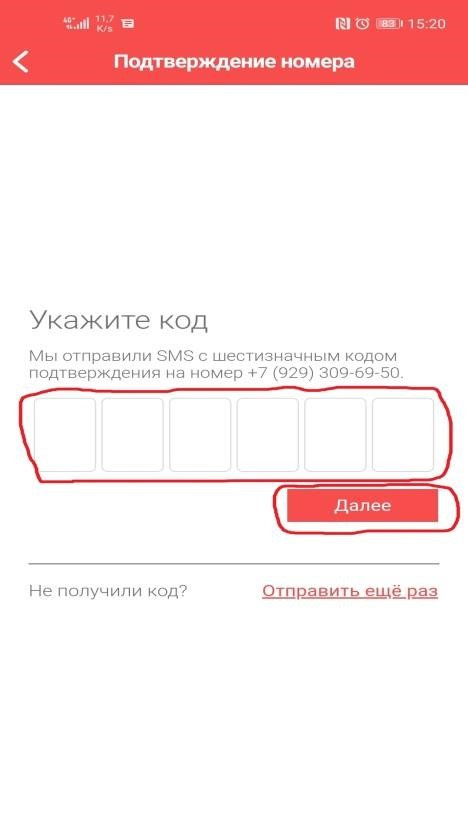 4G+ 11,7 K/s 83 15:20
Подтверждение номера
Укажите код
Мы отправили SMS с шестизначным кодом
подтверждения на номер +7 (929) 309-69-50.
Далее
Не получили код? Отправить ещё раз